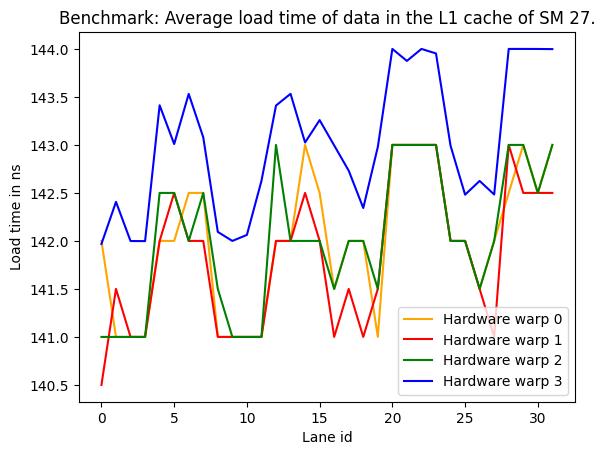 Benchmark: Average load time of data in the L1 cache of SM 27.
144.0
143.5
143.0
142.5
142.0
141.5
141.0
140.5
Load time in ns
Hardware warp 0
Hardware warp 1
Hardware warp 2
Hardware warp 3
0 5 10 15 20 25 30
Lane id